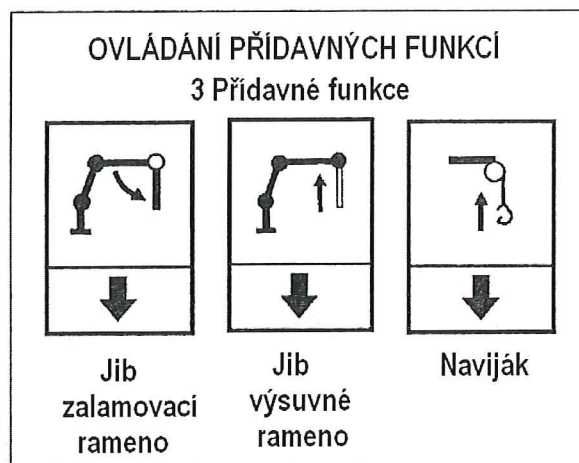 OVLÁDÁNÍ PŘÍDAVNÝCH FUNKCÍ
3 Přídavné funkce
Jib
zalamovací
rameno
Jib
výsuvné
rameno
Naviják